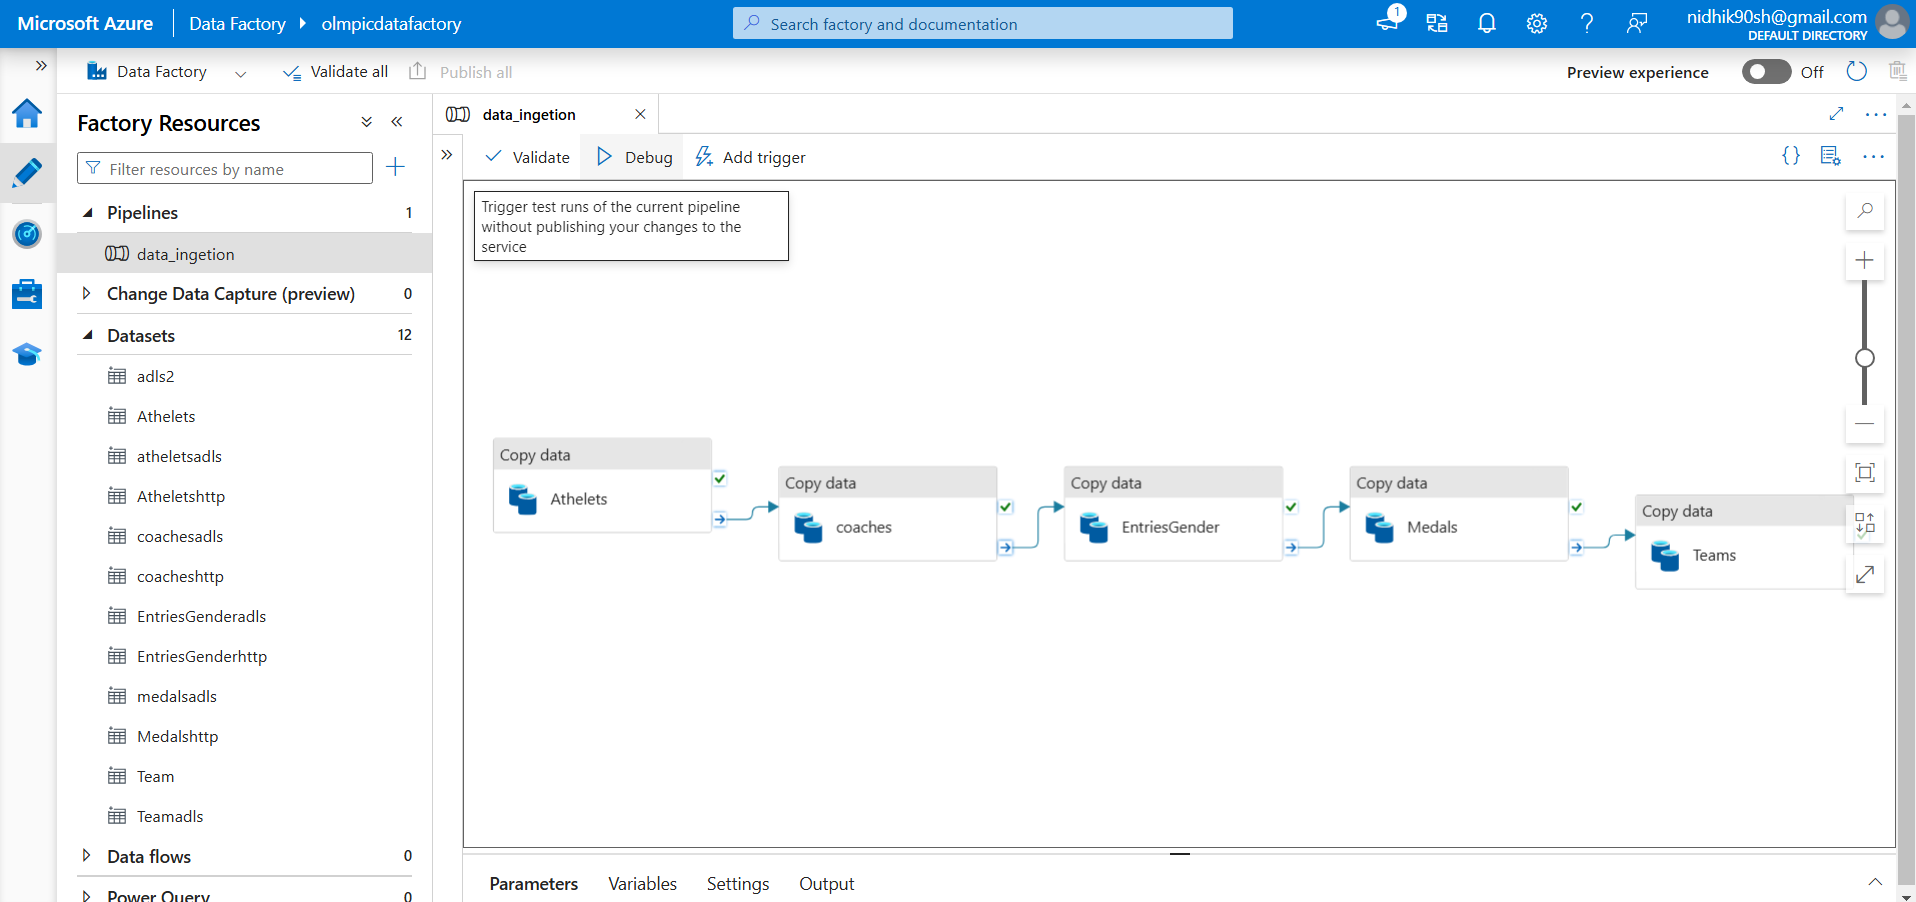 Microsoft Azure
Data Factory
olmpicdatafactory
Search factory and documentation
1
nidhik90sh@gmail.com
DEFAULT DIRECTORY
Data Factory
Validate all
Publish all
Preview experience
Off
Factory Resources
Filter resources by name
Pipelines 1
data_ingetion
Change Data Capture (preview) 0
Datasets 12
adls2
Athelets
atheletsadls
Atheletshttp
coachesadls
coacheshttp
EntriesGenderadls
EntriesGenderhttp
medalsadls
Medalshttp
Team
Teamadls
Data flows 0
Power Query 0
data_ingetion
Validate
Debug
Add trigger
Trigger test runs of the current pipeline
without publishing your changes to the
service
Copy data
Athelets
Copy data
coaches
Copy data
EntriesGender
Copy data
Medals
Copy data
Teams
Parameters
Variables
Settings
Output